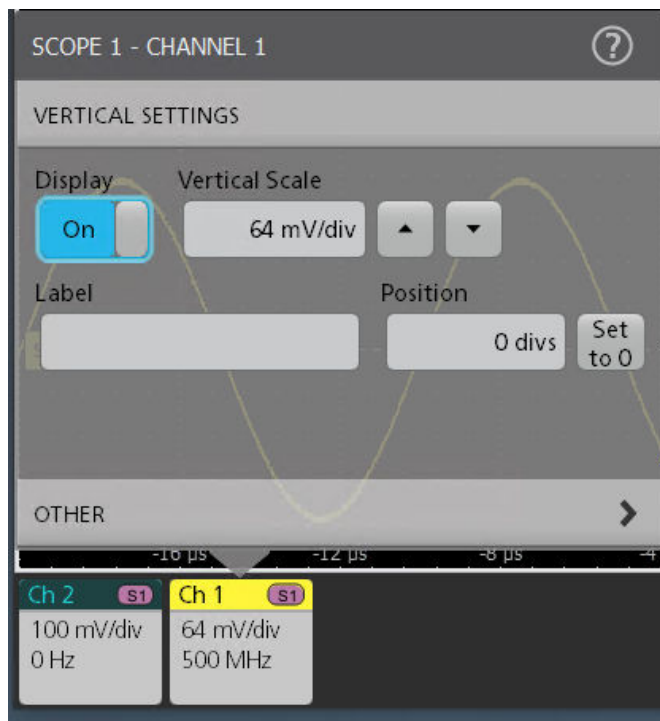 SCOPE 1 - CHANNEL 1 ?
VERTICAL SETTINGS
Display Vertical Scale
On 64 mV/div
Label Position
0 divs Set
to 0
OTHER
-16 µs -12 µs -8 µs -4
Ch 2 S1 Ch 1 S1
100 mV/div 64 mV/div
0 Hz 500 MHz